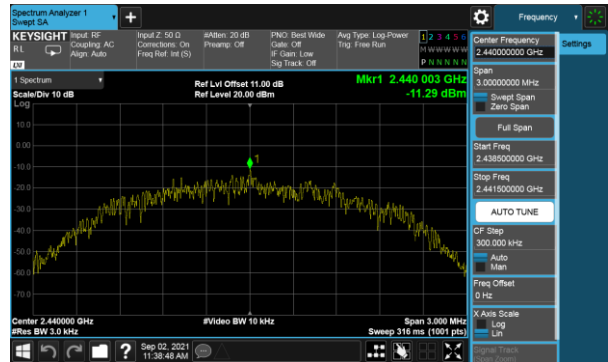 Spectrum Analyzer 1
Swept SA
+
Frequency
KEYSIGHT
Input: RF
Input Z: 50 Ω
#Atten: 20 dB
PNO: Best Wide
Avg Type: Log-Power
1 2 3 4 5 6
RL
Coupling: AC
Corrections: On
Preamp: Off
Gate: Off
Trig: Free Run
M W W W W W
Align: Auto
Freq Ref: Int (S)
IF Gain: Low
Sig Track: Off
P N N N N N
LXI
1 Spectrum
Scale/Div 10 dB
Ref Lvl Offset 11.00 dB
Ref Level 20.00 dBm
Mkr1 2.440 003 GHz
-11.29 dBm
Log
10.0
0.00
-10.0
-20.0
-30.0
-40.0
-50.0
-60.0
-70.0
1
Center 2.440000 GHz
#Video BW 10 kHz
Span 3.000 MHz
#Res BW 3.0 kHz
Sweep 316 ms (1001 pts)
Sep 02, 2021
11:38:48 AM
?
Center Frequency
2.440000000 GHz
Settings
Span
3.00000000 MHz
Swept Span
Zero Span
Full Span
Start Freq
2.438500000 GHz
Stop Freq
2.441500000 GHz
AUTO TUNE
CF Step
300.000 kHz
Auto
Man
Freq Offset
0 Hz
X Axis Scale
Log
Lin
Signal Track
(Span Zoom)